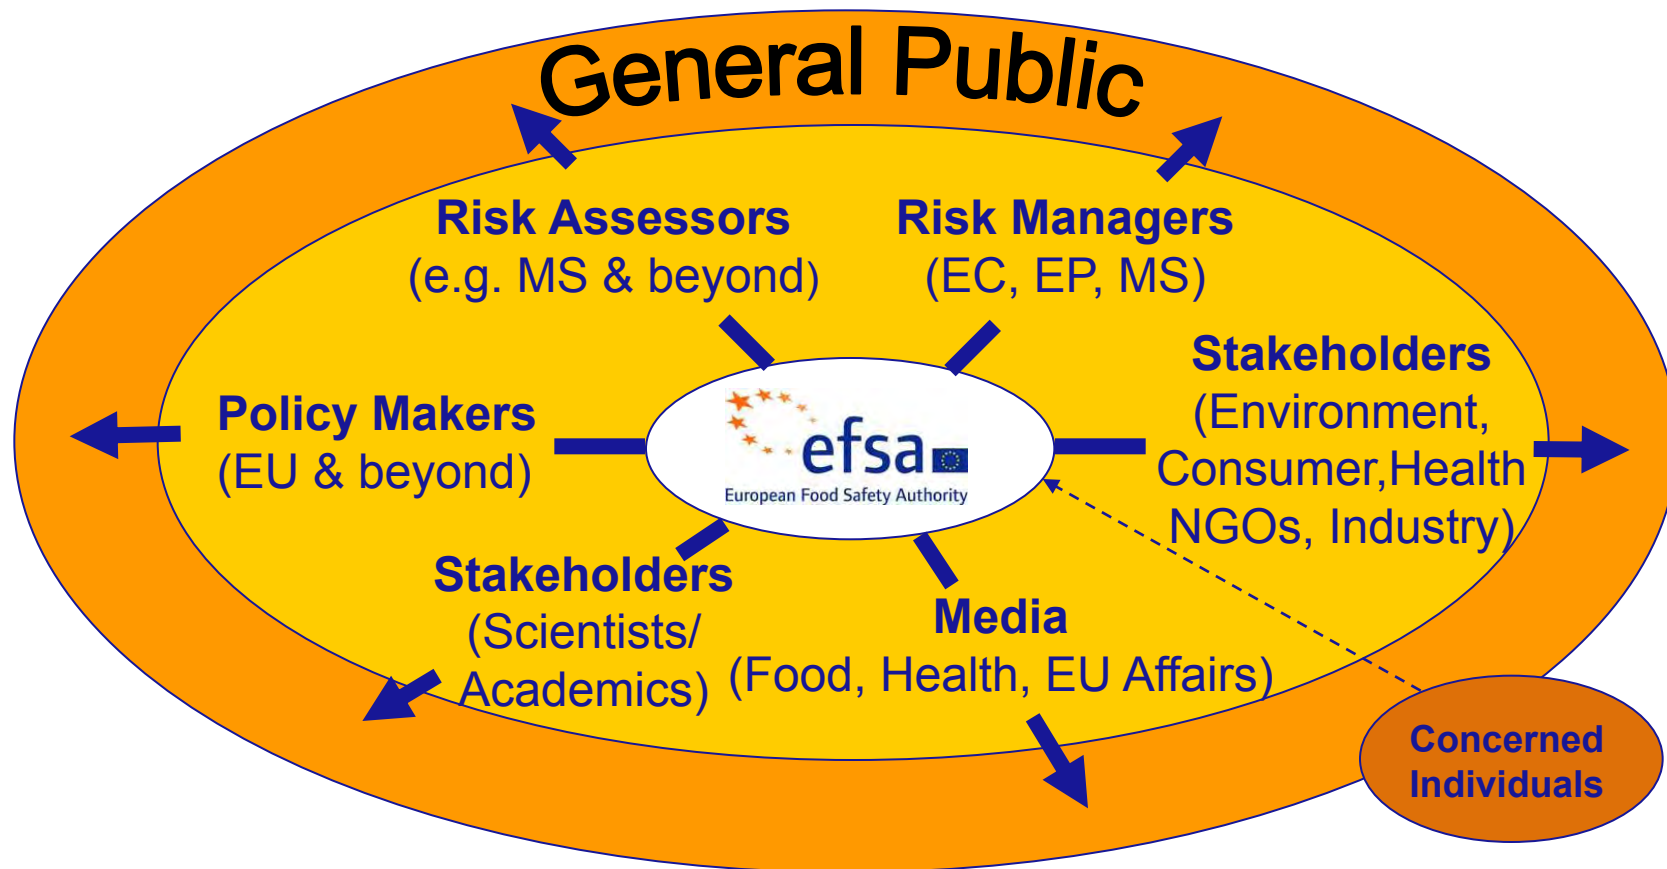 General Public
Risk Assessors
(e.g. MS & beyond)
Risk Managers
(EC, EP, MS)
Stakeholders
(Environment,
Consumer,Health
NGOs, Industry)
Policy Makers
(EU & beyond)
efsa
European Food Safety Authority
Stakeholders
(Scientists/
Academics)
Media
(Food, Health, EU Affairs)
Concerned
Individuals